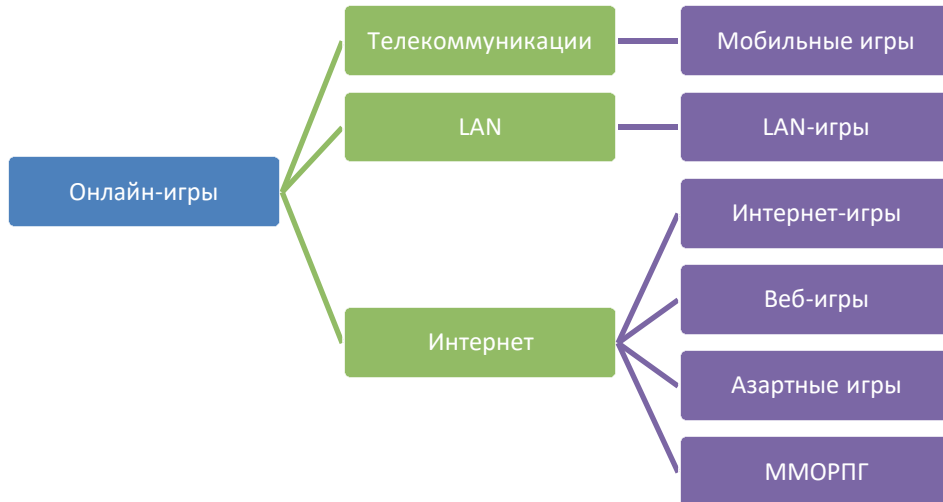 Онлайн-игры
Телекоммуникации
Мобильные игры
LAN
LAN-игры
Интернет
Интернет-игры
Веб-игры
Азартные игры
ММОРПГ